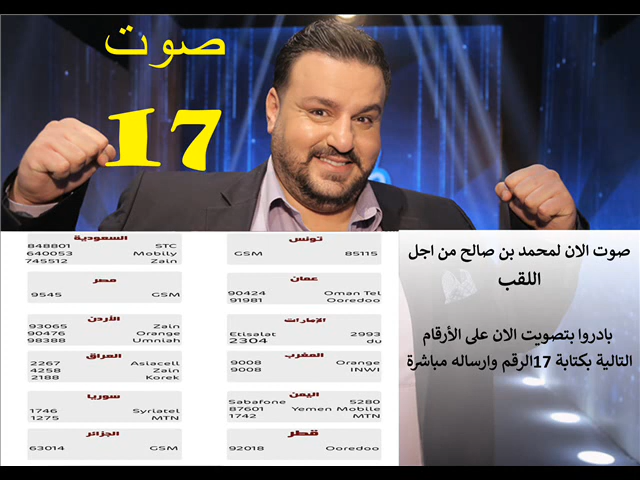 صوت
17
صوت الان لمحمد بن صالح من اجل
اللقب
بادروا بتصويت الان على الأرقام
التالية بكتابة 17الرقم وارساله مباشرة
تونس
GSM 85115
عمان
90424 Oman Tel
91981 Ooredoo
الإمارات
Etisalat 2993
2304 du
المغرب
9008 Orange
9008 INWI
اليمن
Sabafone 5280
87601 Yemen Mobile
1742 MTN
قطر
92018 Ooredoo
السعودية
848801 STC
640053 Mobily
745512 Zain
مصر
9545 GSM
الأردن
93065 Zain
90476 Orange
98388 Umniah
العراق
2267 Asiacell
4258 Zain
2188 Korek
سوريا
1746 Syriatel
1275 MTN
الجزائر
63014 GSM